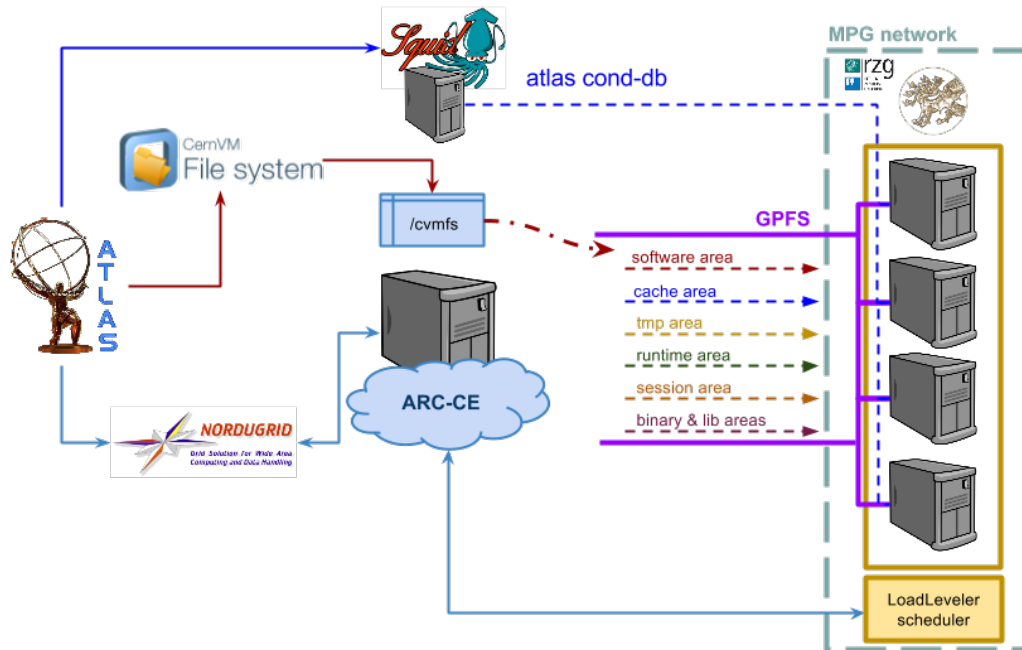 Squid
MPG network
rzg
atlas cond-db
CernVM
File system
/cvmfs
GPFS
ATLAS
software area
cache area
tmp area
runtime area
session area
binary & lib areas
ARC-CE
NORDUGRID
Grid Solution for Wide Area
Computing and Data Handling
LoadLeveler
scheduler